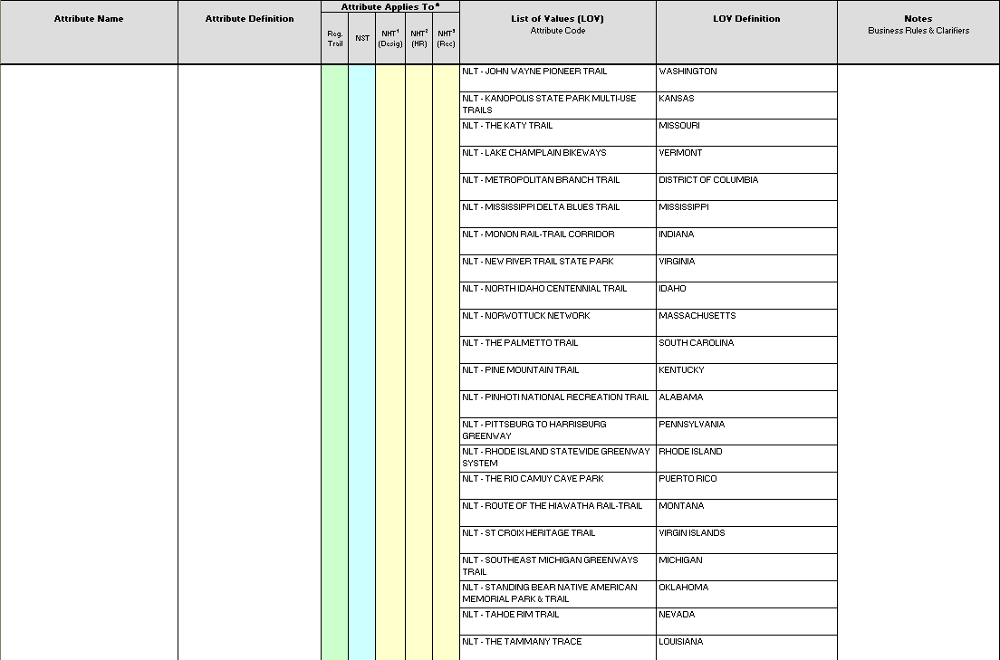 Attribute Name
Attribute Definition
Attribute Applies To*
Reg. Trail
NST
NHT¹ (Desig)
NHT² (HR)
NHT³ (Rec)
List of Values (LOV)
Attribute Code
LOV Definition
Notes
Business Rules & Clarifiers
NLT - JOHN WAYNE PIONEER TRAIL WASHINGTON
NLT - KANOPOLIS STATE PARK MULTI-USE KANSAS
TRAILS
NLT - THE KATY TRAIL MISSOURI
NLT - LAKE CHAMPLAIN BIKEWAYS VERMONT
NLT - METROPOLITAN BRANCH TRAIL DISTRICT OF COLUMBIA
NLT - MISSISSIPPI DELTA BLUES TRAIL MISSISSIPPI
NLT - MONON RAIL-TRAIL CORRIDOR INDIANA
NLT - NEW RIVER TRAIL STATE PARK VIRGINIA
NLT - NORTH IDAHO CENTENNIAL TRAIL IDAHO
NLT - NORWOTTUCK NETWORK MASSACHUSETTS
NLT - THE PALMETTO TRAIL SOUTH CAROLINA
NLT - PINE MOUNTAIN TRAIL KENTUCKY
NLT - PINHOTI NATIONAL RECREATION TRAIL ALABAMA
NLT - PITTSBURG TO HARRISBURG PENNSYLVANIA
GREENWAY
NLT - RHODE ISLAND STATEWIDE GREENWAY RHODE ISLAND
SYSTEM
NLT - THE RIO CAMUY CAVE PARK PUERTO RICO
NLT - ROUTE OF THE HIAWATHA RAIL-TRAIL MONTANA
NLT - ST CROIX HERITAGE TRAIL VIRGIN ISLANDS
NLT - SOUTHEAST MICHIGAN GREENWAYS MICHIGAN
TRAIL
NLT - STANDING BEAR NATIVE AMERICAN OKLAHOMA
MEMORIAL PARK & TRAIL
NLT - TAHOE RIM TRAIL NEVADA
NLT - THE TAMMANY TRACE LOUISIANA